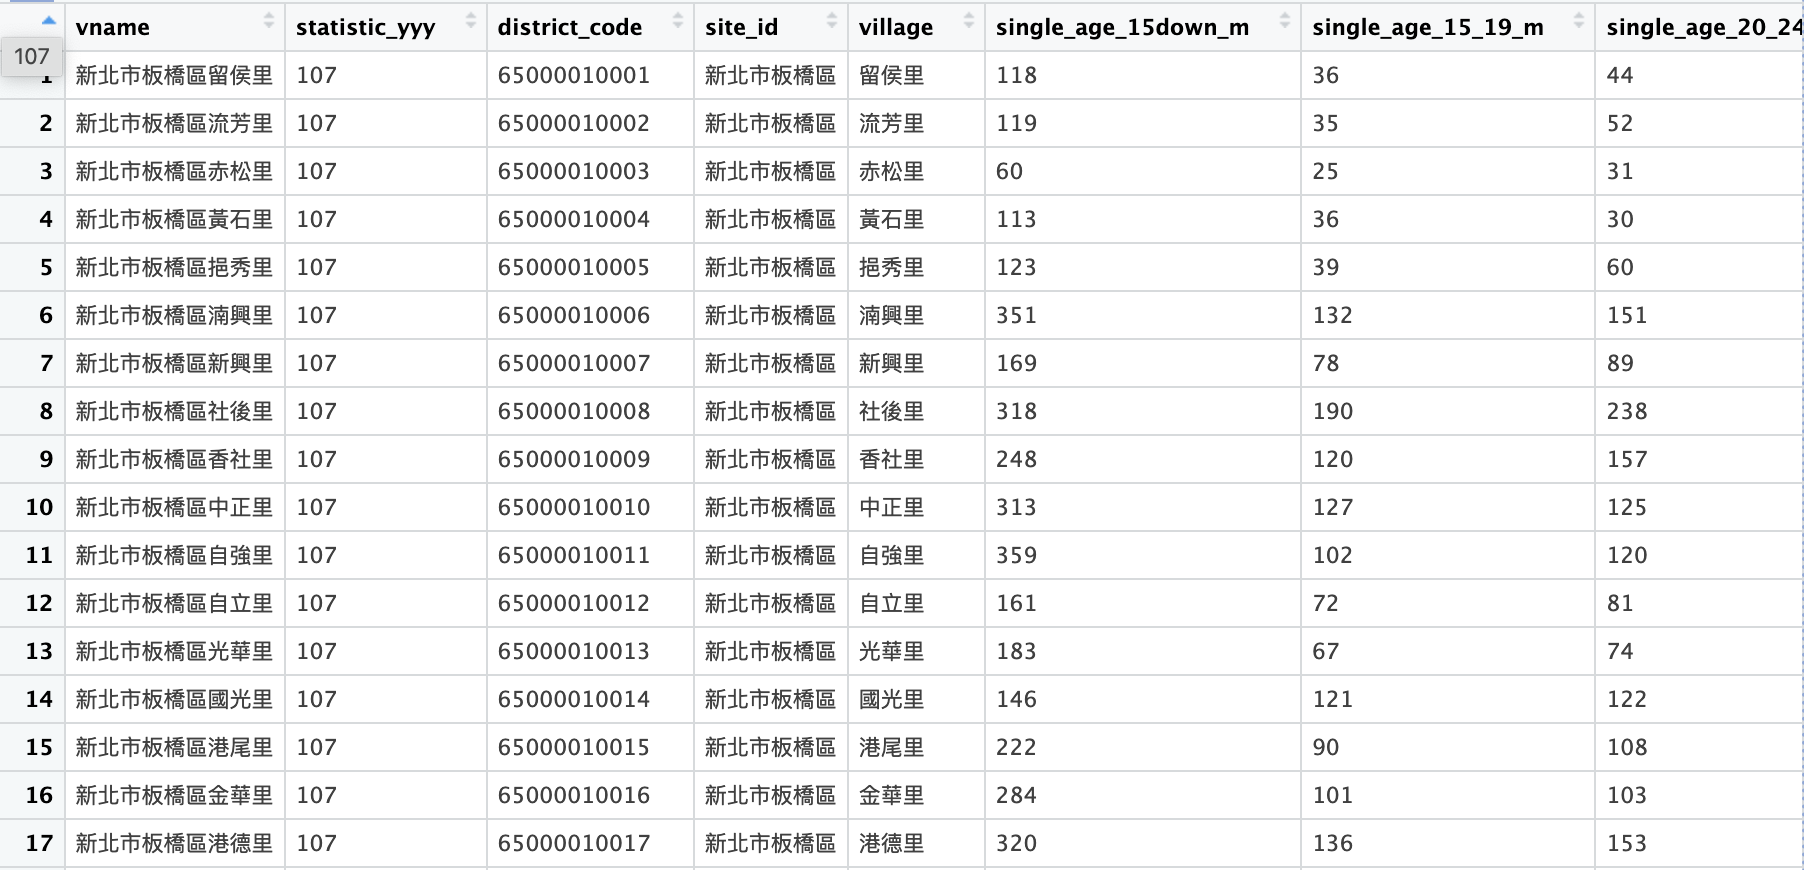 vname statistic_yyy district_code site_id village single_age_15down_m single_age_15_19_m single_age_20_24
107
1 新北市板橋區留侯里 107 65000010001 新北市板橋區 留侯里 118 36 44
2 新北市板橋區流芳里 107 65000010002 新北市板橋區 流芳里 119 35 52
3 新北市板橋區赤松里 107 65000010003 新北市板橋區 赤松里 60 25 31
4 新北市板橋區黃石里 107 65000010004 新北市板橋區 黃石里 113 36 30
5 新北市板橋區挹秀里 107 65000010005 新北市板橋區 挹秀里 123 39 60
6 新北市板橋區湳興里 107 65000010006 新北市板橋區 湳興里 351 132 151
7 新北市板橋區新興里 107 65000010007 新北市板橋區 新興里 169 78 89
8 新北市板橋區社後里 107 65000010008 新北市板橋區 社後里 318 190 238
9 新北市板橋區香社里 107 65000010009 新北市板橋區 香社里 248 120 157
10 新北市板橋區中正里 107 65000010010 新北市板橋區 中正里 313 127 125
11 新北市板橋區自強里 107 65000010011 新北市板橋區 自強里 359 102 120
12 新北市板橋區自立里 107 65000010012 新北市板橋區 自立里 161 72 81
13 新北市板橋區光華里 107 65000010013 新北市板橋區 光華里 183 67 74
14 新北市板橋區國光里 107 65000010014 新北市板橋區 國光里 146 121 122
15 新北市板橋區港尾里 107 65000010015 新北市板橋區 港尾里 222 90 108
16 新北市板橋區金華里 107 65000010016 新北市板橋區 金華里 284 101 103
17 新北市板橋區港德里 107 65000010017 新北市板橋區 港德里 320 136 153